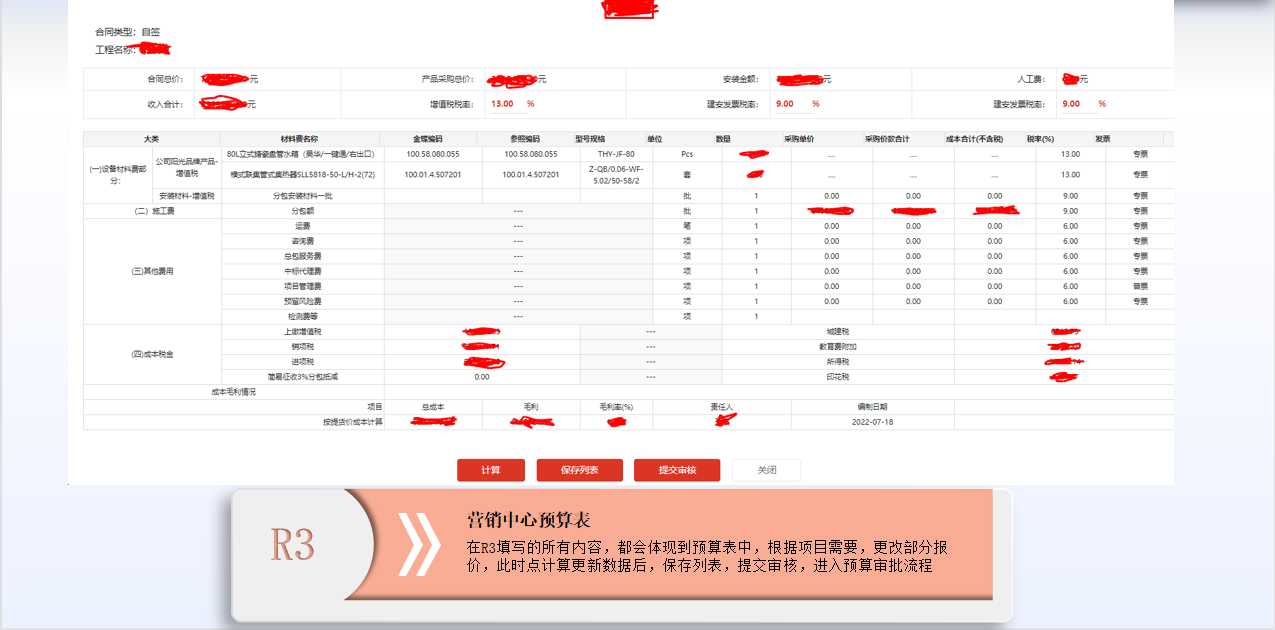 合同类型: 自签
工程名称:
合同总价: 元 产品采购总价: 元 安装金额: 元 人工费: 元
收入合计: 元 增值税税率: 13.00 % 建安发票税率: 9.00 % 建安发票税率: 9.00 %
大类 材料费名称 金蝶编码 参照编码 型号规格 单位 数量 采购单价 采购价款合计 成本合计(不含税) 税率(%) 发票
(一)设备材料费部分: 公司阳光品牌产品-增值税 80L立式搪瓷盘管水箱（昊华/一键通/右出口） 100.58.080.055 100.58.080.055 THY-JF-80 Pcs .... .... .... 13.00 专票
横式联集管式集热器SLL5818-50-L/H-2(72) 100.01.4.507201 100.01.4.507201 Z-QB/0.06-WF-5.02/50-58/2 套 .... .... .... 13.00 专票
安装材料-增值税 分包安装材料一批 批 1 0.00 0.00 0.00 9.00 专票
(二）施工费 分包额 --- 批 1 9.00 专票
(三)其他费用 运费 --- 笔 1 0.00 0.00 0.00 6.00 专票
咨询费 --- 项 1 0.00 0.00 0.00 6.00 专票
总包服务费 --- 项 1 0.00 0.00 0.00 6.00 专票
中标代理费 --- 项 1 0.00 0.00 0.00 6.00 专票
项目管理费 --- 项 1 0.00 0.00 0.00 6.00 普票
预留风险费 --- 项 1 0.00 0.00 0.00 6.00 专票
检测费等 --- 项 1
(四)成本税金 上缴增值税 --- 城建税
销项税 --- 教育费附加
进项税 --- 所得税
简易征收3%分包抵减 0.00 --- 印花税
成本毛利情况
项目 总成本 毛利 毛利率(%) 责任人 编制日期
按提货价成本计算 2022-07-18
计算 保存列表 提交审核 关闭
R3
营销中心预算表
在R3填写的所有内容，都会体现到预算表中，根据项目需要，更改部分报
价，此时点计算更新数据后，保存列表，提交审核，进入预算审批流程